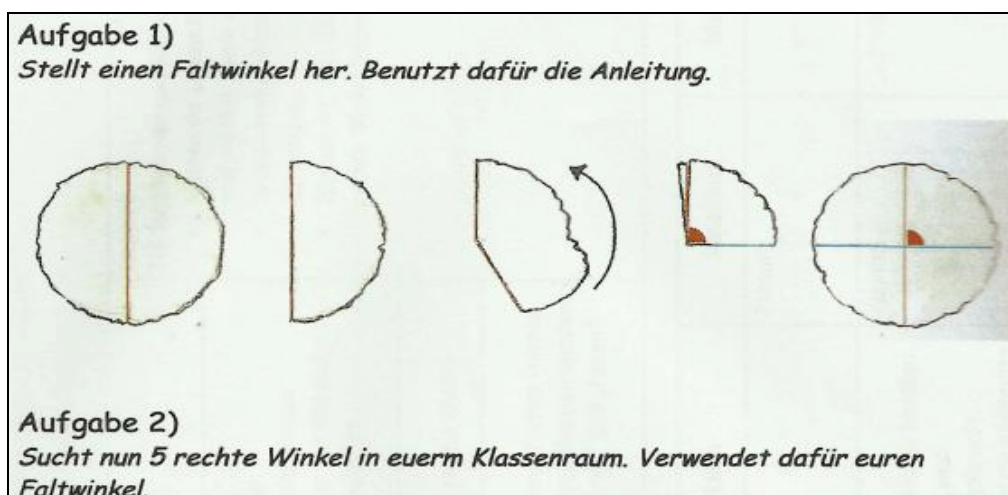 Aufgabe 1)
Stellt einen Faltwinkel her. Benutzt dafür die Anleitung.
Aufgabe 2)
Sucht nun 5 rechte Winkel in euerm Klassenraum. Verwendet dafür euren
Faltwinkel.